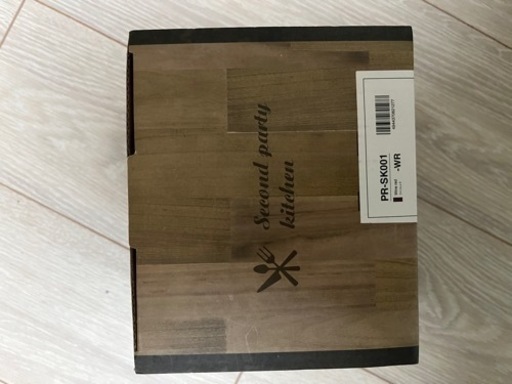 Second party
kitchen
PR-SK001
-WR